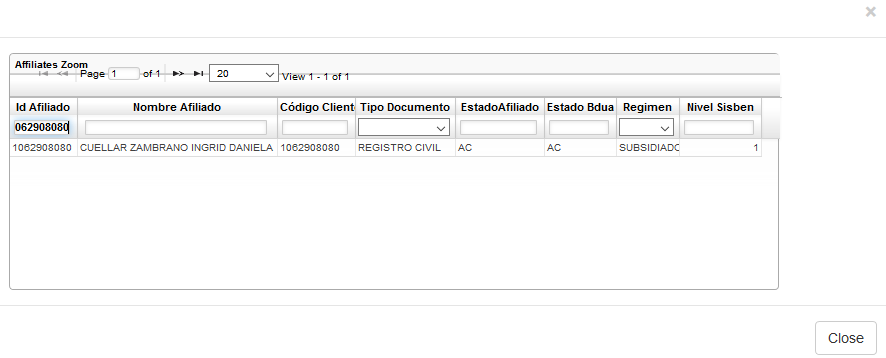 ×
Affiliates Zoom
Page 1 of 1 20 View 1 - 1 of 1
Id Afiliado Nombre Afiliado Código Client Tipo Documento EstadoAfiliado Estado Bdua Regimen Nivel Sisben
062908080
1062908080 CUELLAR ZAMBRANO INGRID DANIELA 1062908080 REGISTRO CIVIL AC AC SUBSIDIADO 1
Close